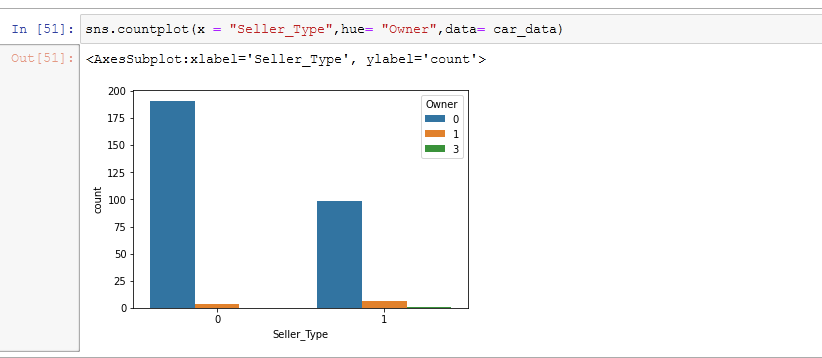 In [51]: sns.countplot(x = "Seller_Type",hue= "Owner",data= car_data)
Out[51]: <AxesSubplot:xlabel='Seller_Type', ylabel='count'>
200
175
150
125
100
75
50
25
0
count
Owner
0
1
3
0 1
Seller_Type